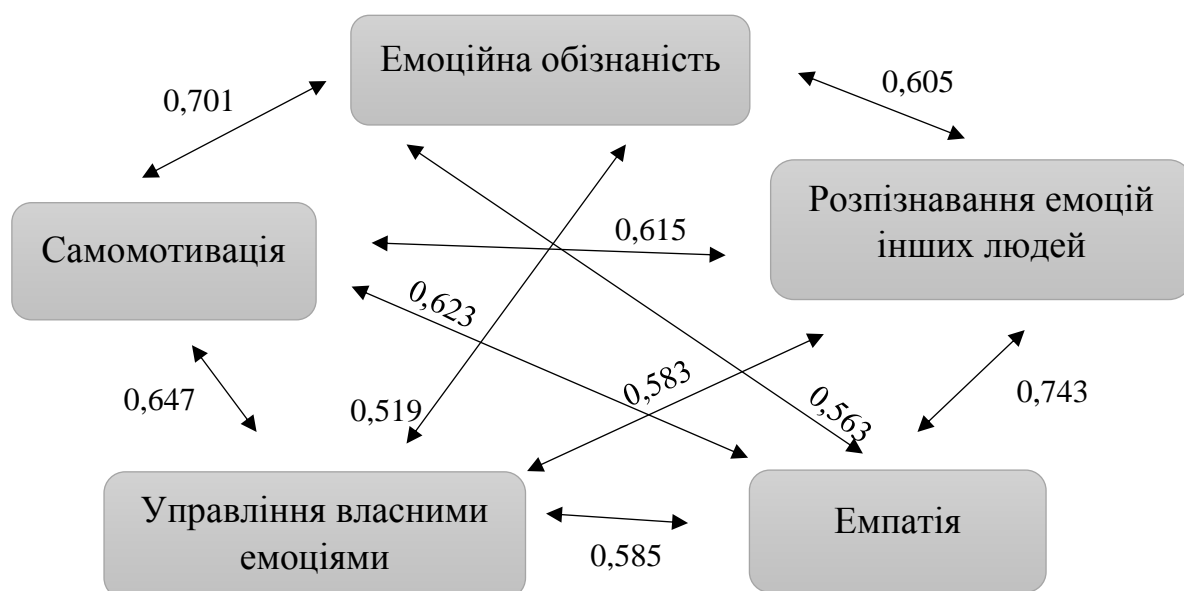 Емоційна обізнаність
0,701
0,605
Розпізнавання емоцій
інших людей
Самомотивація
0,615
0,623
0,647
0,519
0,583
0,563
0,743
Управління власними
емоціями
0,585
Емпатія